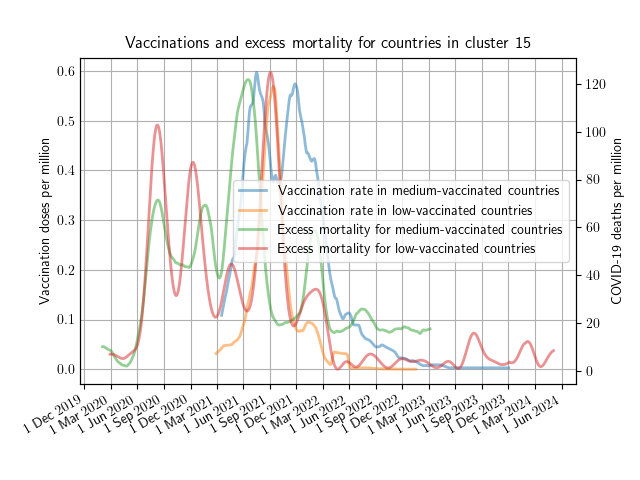 Vaccinations and excess mortality for countries in cluster 15
Vaccination doses per million
0.6
0.5
0.4
0.3
0.2
0.1
0.0
120
100
80
60
40
20
0
COVID-19 deaths per million
Vaccination rate in medium-vaccinated countries
Vaccination rate in low-vaccinated countries
Excess mortality for medium-vaccinated countries
Excess mortality for low-vaccinated countries
1 Dec 2019
1 Mar 2020
1 Jun 2020
1 Sep 2020
1 Dec 2020
1 Mar 2021
1 Jun 2021
1 Sep 2021
1 Dec 2021
1 Mar 2022
1 Jun 2022
1 Sep 2022
1 Dec 2022
1 Mar 2023
1 Jun 2023
1 Sep 2023
1 Dec 2023
1 Mar 2024
1 Jun 2024